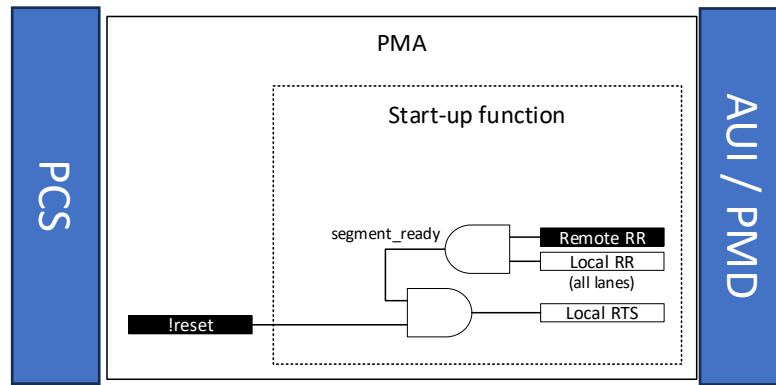 PCS
PMA
Start-up function
segment_ready
Remote RR
Local RR
(all lanes)
Local RTS
!reset
AUI / PMD